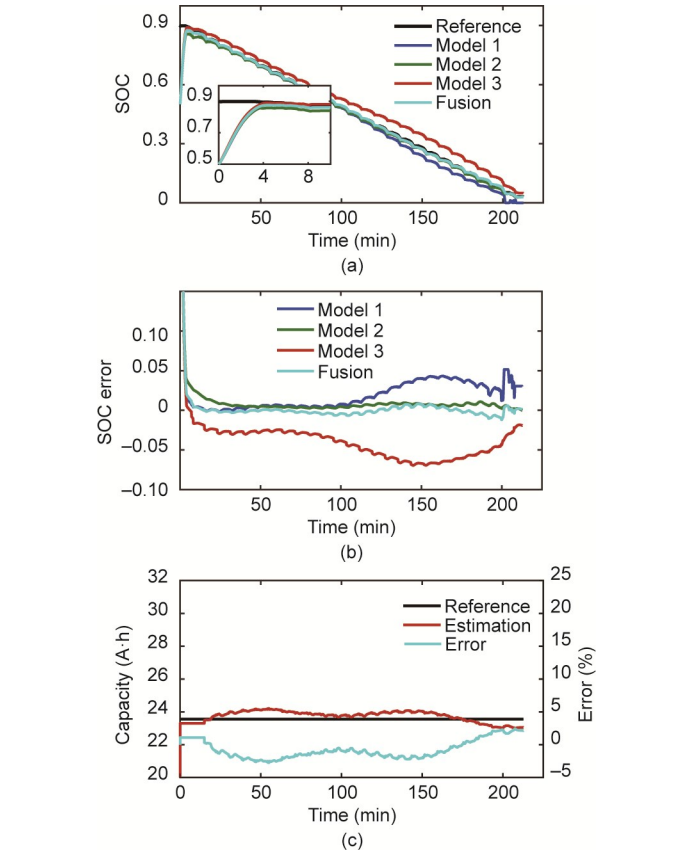 0.9
0.6
0.3
0
SOC
Reference
Model 1
Model 2
Model 3
Fusion
0.9
0.7
0.5
0 4 8
50 100 150 200
Time (min)
(a)
0.10
0.05
0
–0.05
–0.10
SOC error
Model 1
Model 2
Model 3
Fusion
50 100 150 200
Time (min)
(b)
32
30
28
26
24
22
20
Capacity (A·h)
Reference
Estimation
Error
25
20
15
10
5
0
–5
Error (%)
0 50 100 150 200
Time (min)
(c)